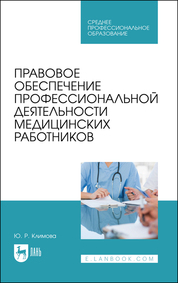 СРЕДНЕЕ
ПРОФЕССИОНАЛЬНОЕ
ОБРАЗОВАНИЕ
ПРАВОВОЕ
ОБЕСПЕЧЕНИЕ
ПРОФЕССИОНАЛЬНОЙ
ДЕЯТЕЛЬНОСТИ
МЕДИЦИНСКИХ
РАБОТНИКОВ
Ю. Р. Климова
ЛАНЬ
E.LANBOOK.COM